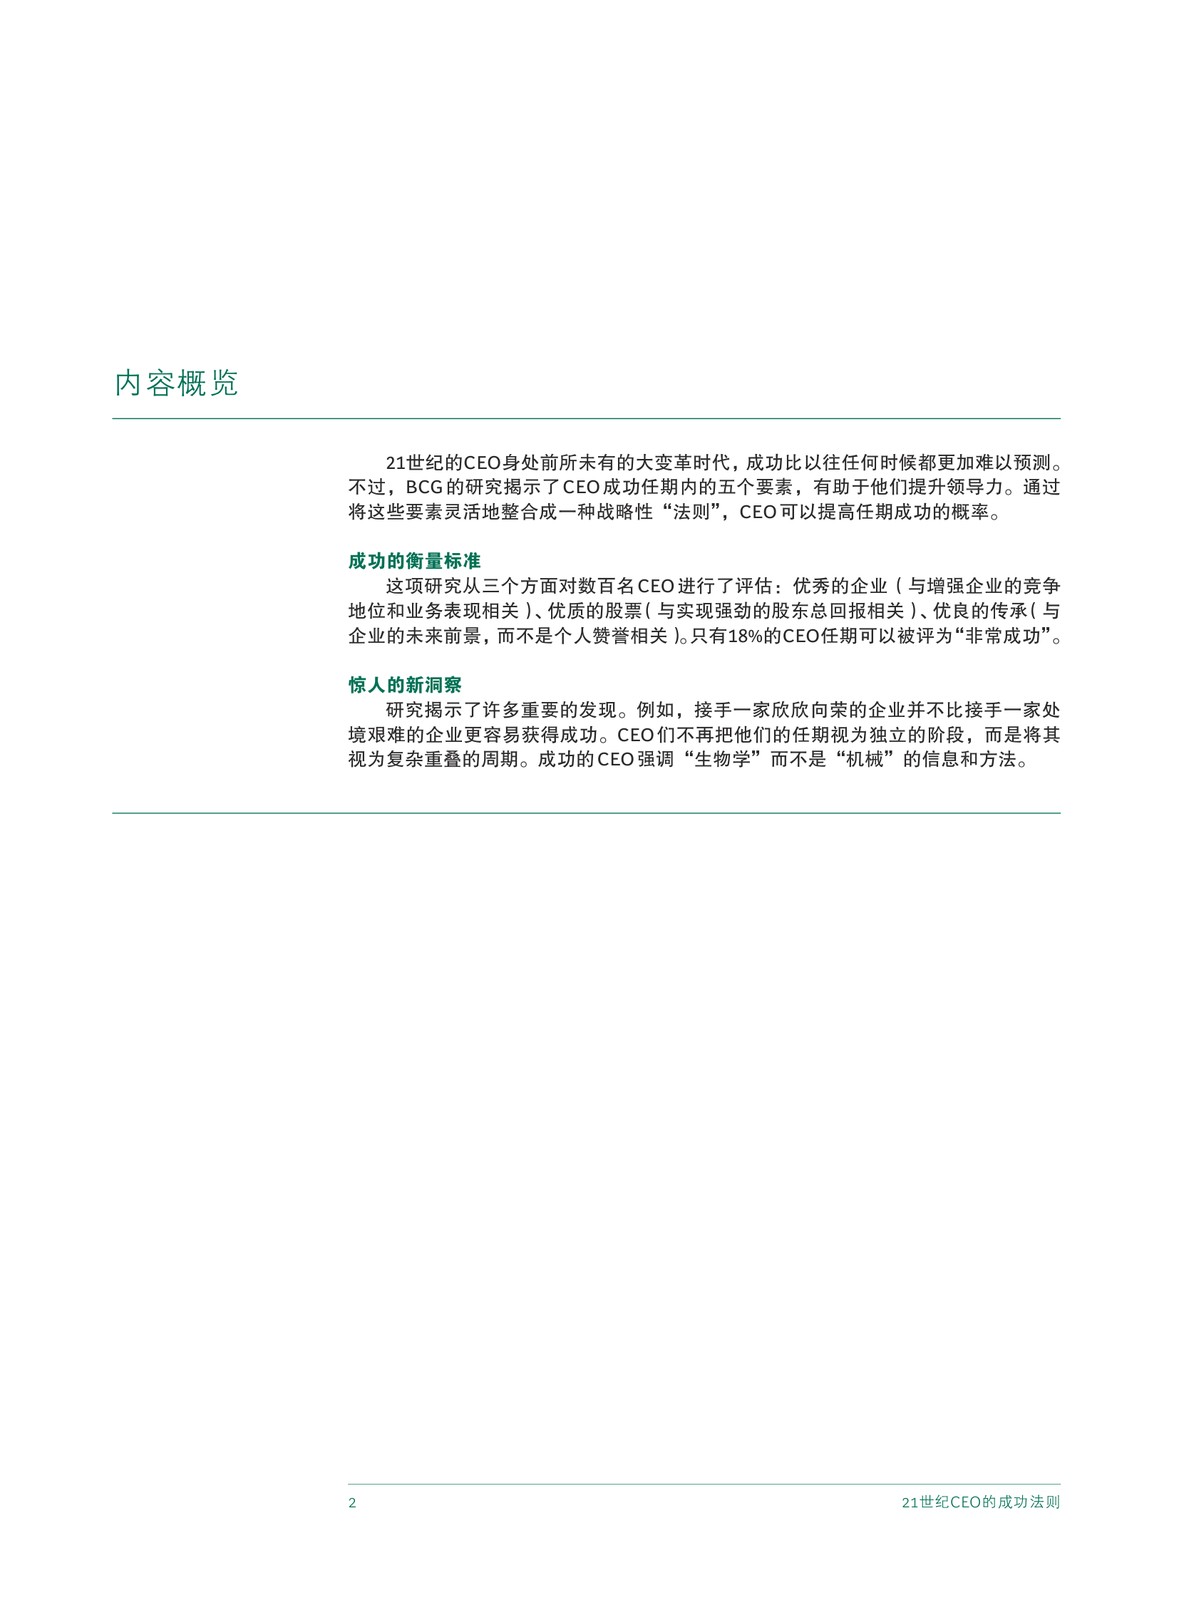 内容概览
21世纪的CEO身处前所未有的大变革时代，成功比以往任何时候都更加难以预测。
不过，BCG的研究揭示了CEO成功任期内的五个要素，有助于他们提升领导力。通过
将这些要素灵活地整合成一种战略性“法则”，CEO可以提高任期成功的概率。
成功的衡量标准
这项研究从三个方面对数百名CEO进行了评估：优秀的企业（与增强企业的竞争
地位和业务表现相关）、优质的股票（与实现强劲的股东总回报相关）、优良的传承（与
企业的未来前景，而不是个人赞誉相关）。只有18%的CEO任期可以被评为“非常成功”。
惊人的新洞察
研究揭示了许多重要的发现。例如，接手一家欣欣向荣的企业并不比接手一家处
境艰难的企业更容易获得成功。CEO们不再把他们的任期视为独立的阶段，而是将其
视为复杂重叠的周期。成功的CEO强调“生物学”而不是“机械”的信息和方法。
2
21世纪CEO的成功法则